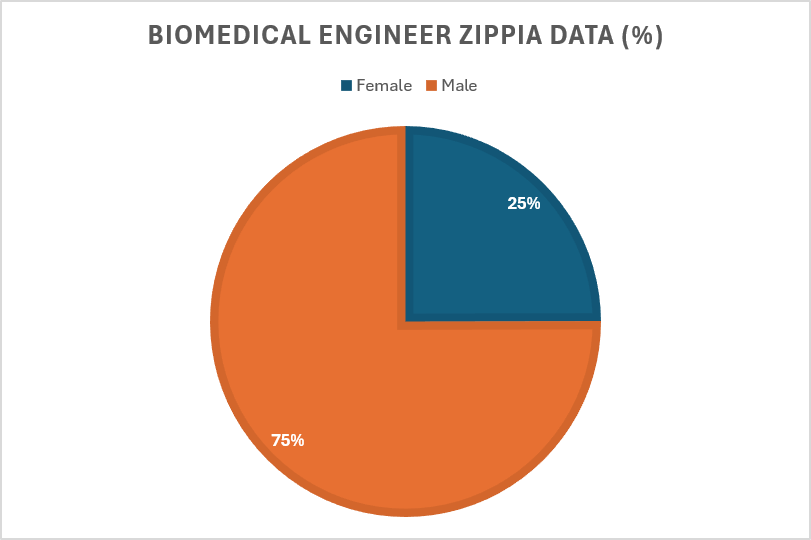 BIOMEDICAL ENGINEER ZIPPIA DATA (%)
Female Male
25%
75%